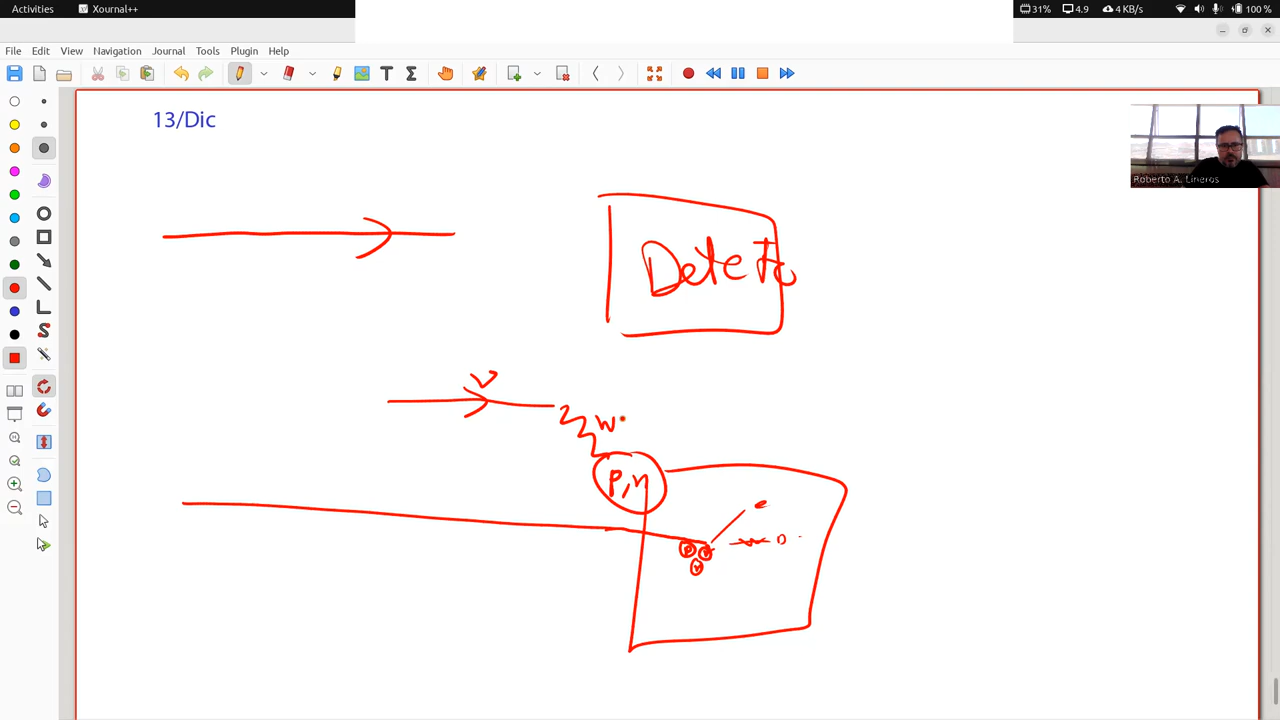 Activities Xournal++ 31% 4.9 4 KB/s 100 %
File Edit View Navigation Journal Tools Plugin Help
13/Dic
Roberto A. Lineros
Detecto
ν
W
p,n
e
p
n